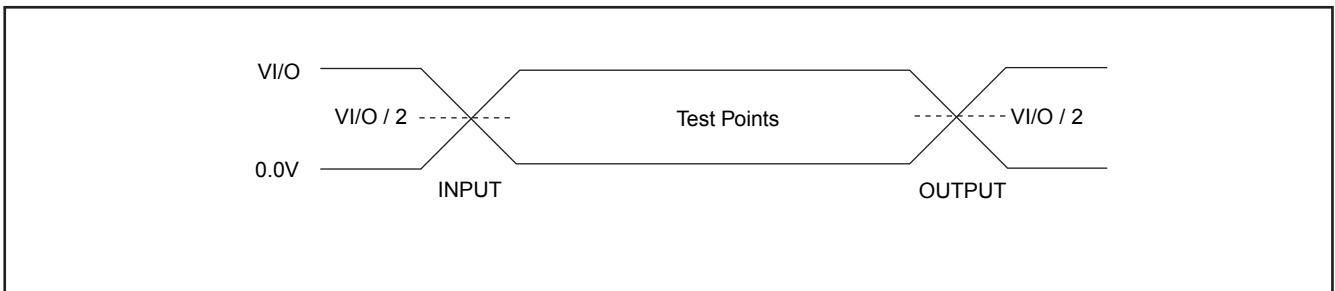 VI/O
VI/O / 2
Test Points
VI/O / 2
0.0V
INPUT
OUTPUT